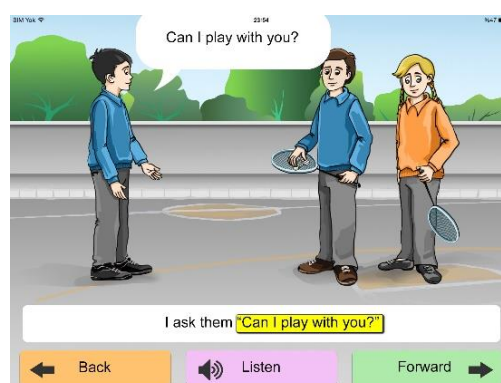 SIM Yok 23:54 %47
Can I play with you?
I ask them "Can I play with you?"
Back Listen Forward